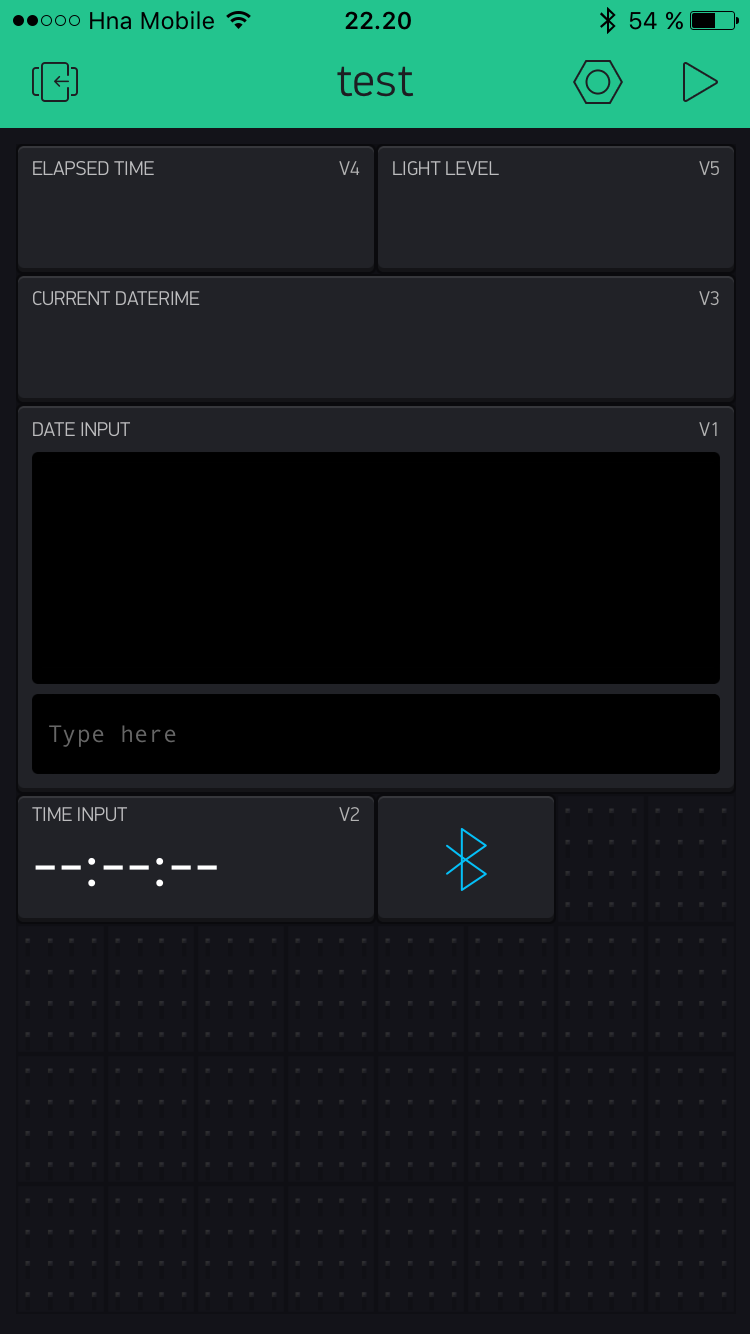 Hna Mobile 22.20 54 %
test
ELAPSED TIME V4 LIGHT LEVEL V5
CURRENT DATERIME V3
DATE INPUT V1
Type here
TIME INPUT V2
--:--:--